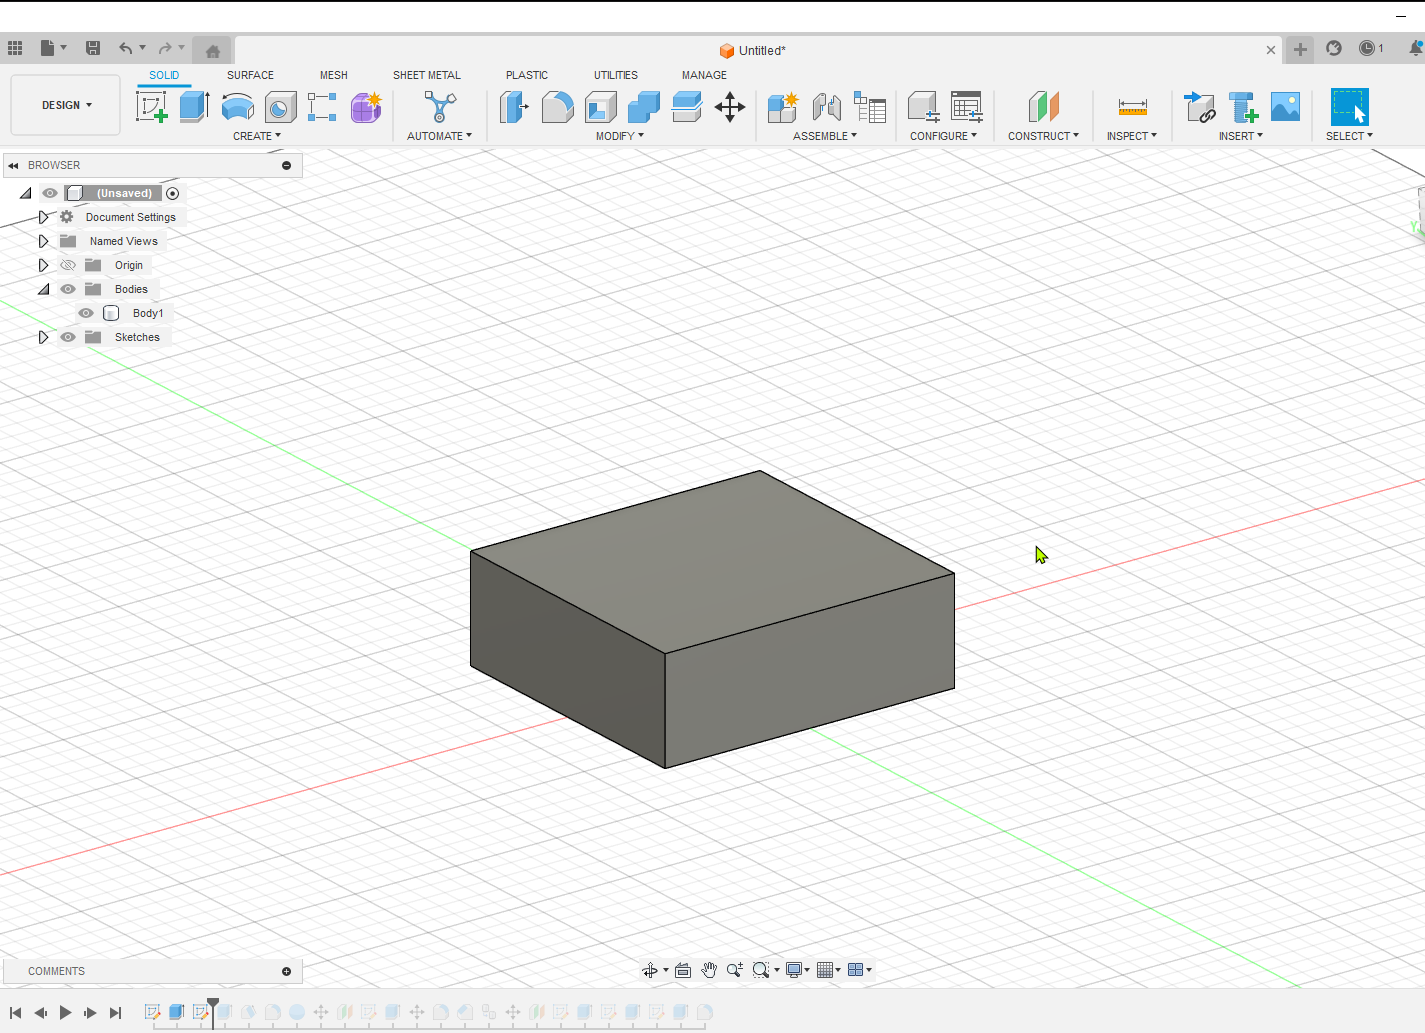 Untitled*
1
SOLID SURFACE MESH SHEET METAL PLASTIC UTILITIES MANAGE
DESIGN
CREATE AUTOMATE MODIFY ASSEMBLE CONFIGURE CONSTRUCT INSPECT INSERT SELECT
BROWSER
(Unsaved)
Document Settings
Named Views
Origin
Bodies
Body1
Sketches
Y
COMMENTS